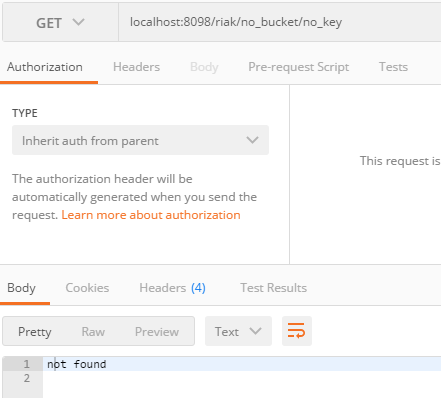 GET localhost:8098/riak/no_bucket/no_key
Authorization Headers Body Pre-request Script Tests
TYPE
Inherit auth from parent
This request is
The authorization header will be
automatically generated when you send the
request. Learn more about authorization
Body Cookies Headers (4) Test Results
Pretty Raw Preview Text
1 not found
2